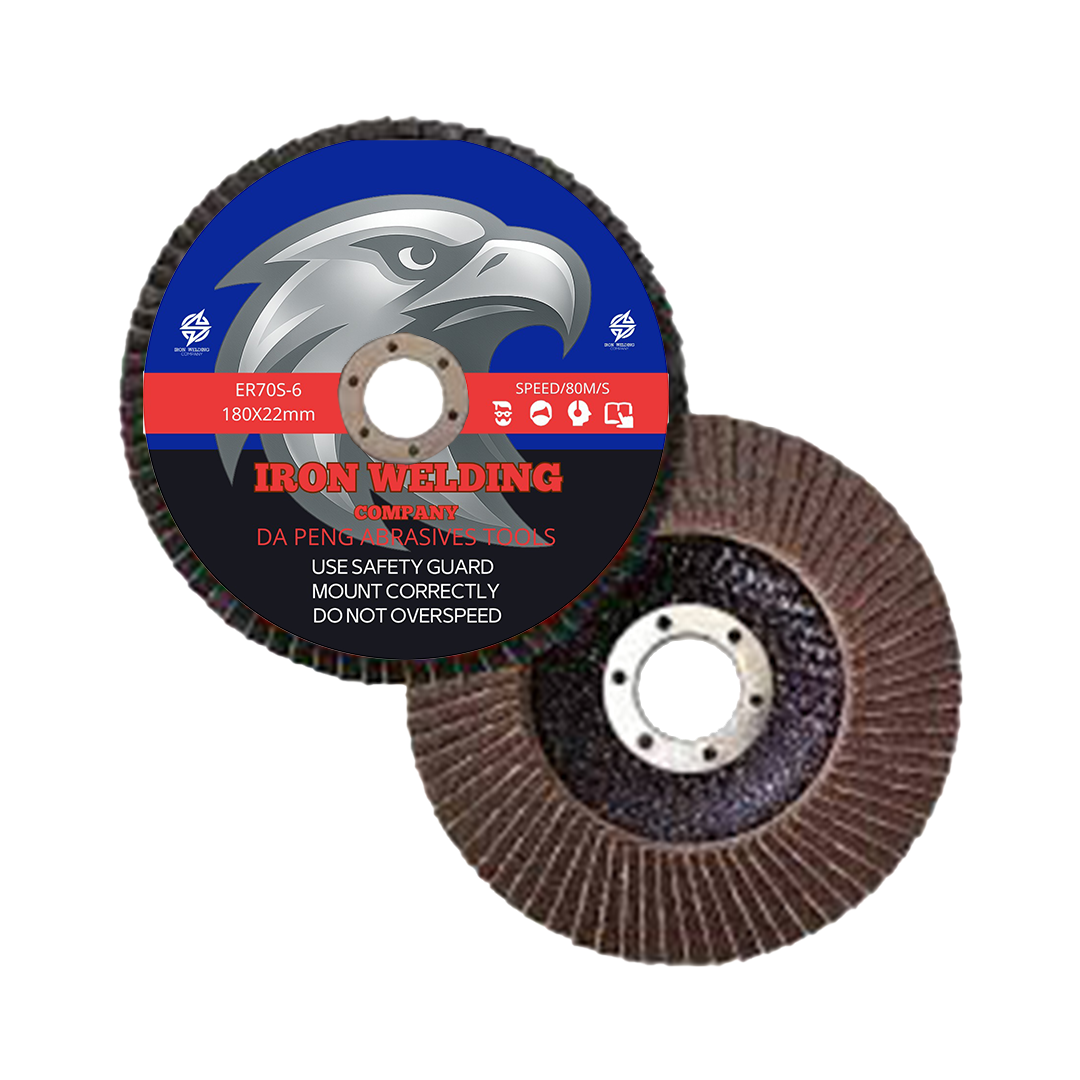 IRON WELDING
COMPANY
IRON WELDING
COMPANY
ER70S-6
180X22mm
SPEED/80M/S
IRON WELDING
COMPANY
DA PENG ABRASIVES TOOLS
USE SAFETY GUARD
MOUNT CORRECTLY
DO NOT OVERSPEED